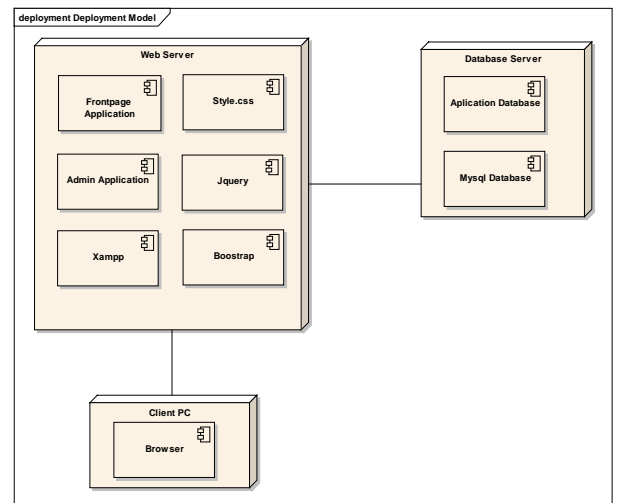 deployment Deployment Model
Web Server
Frontpage
Application
Style.css
Admin Application
Jquery
Xampp
Boostrap
Database Server
Aplication Database
Mysql Database
Client PC
Browser